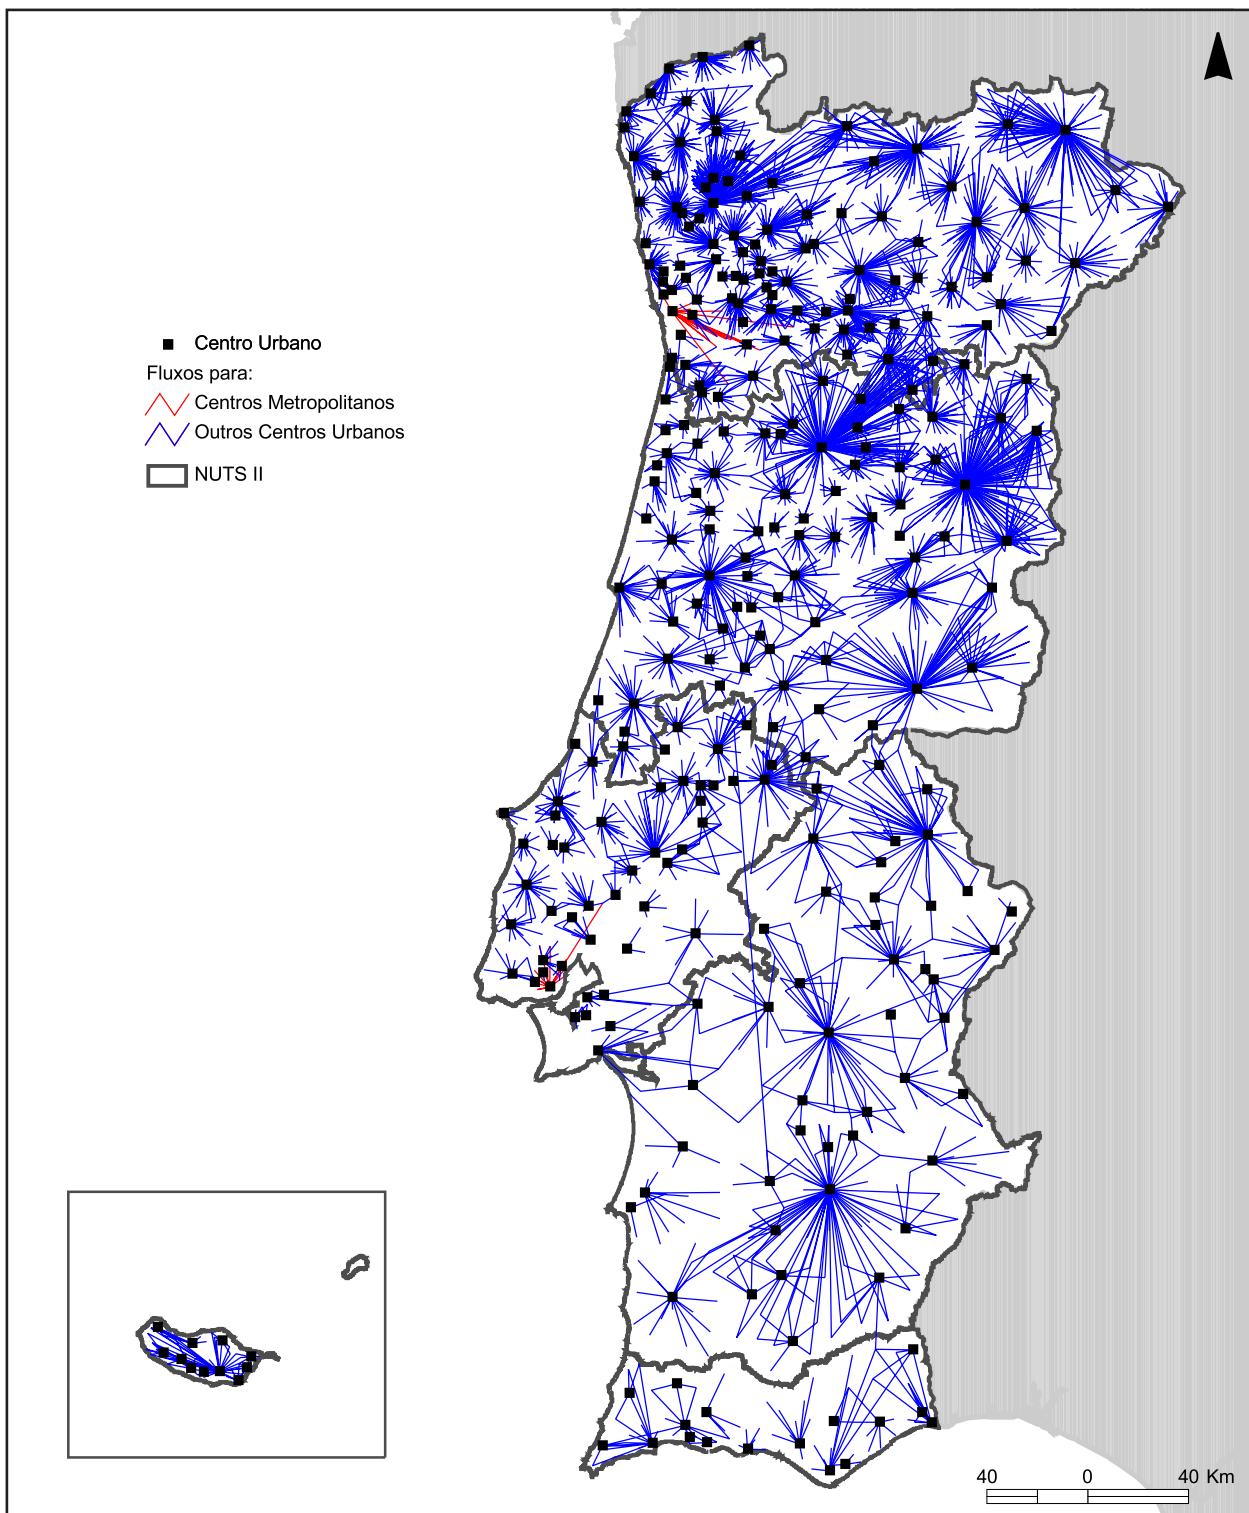 Centro Urbano
Fluxos para:
Centros Metropolitanos
Outros Centros Urbanos
NUTS II
40 0 40 Km